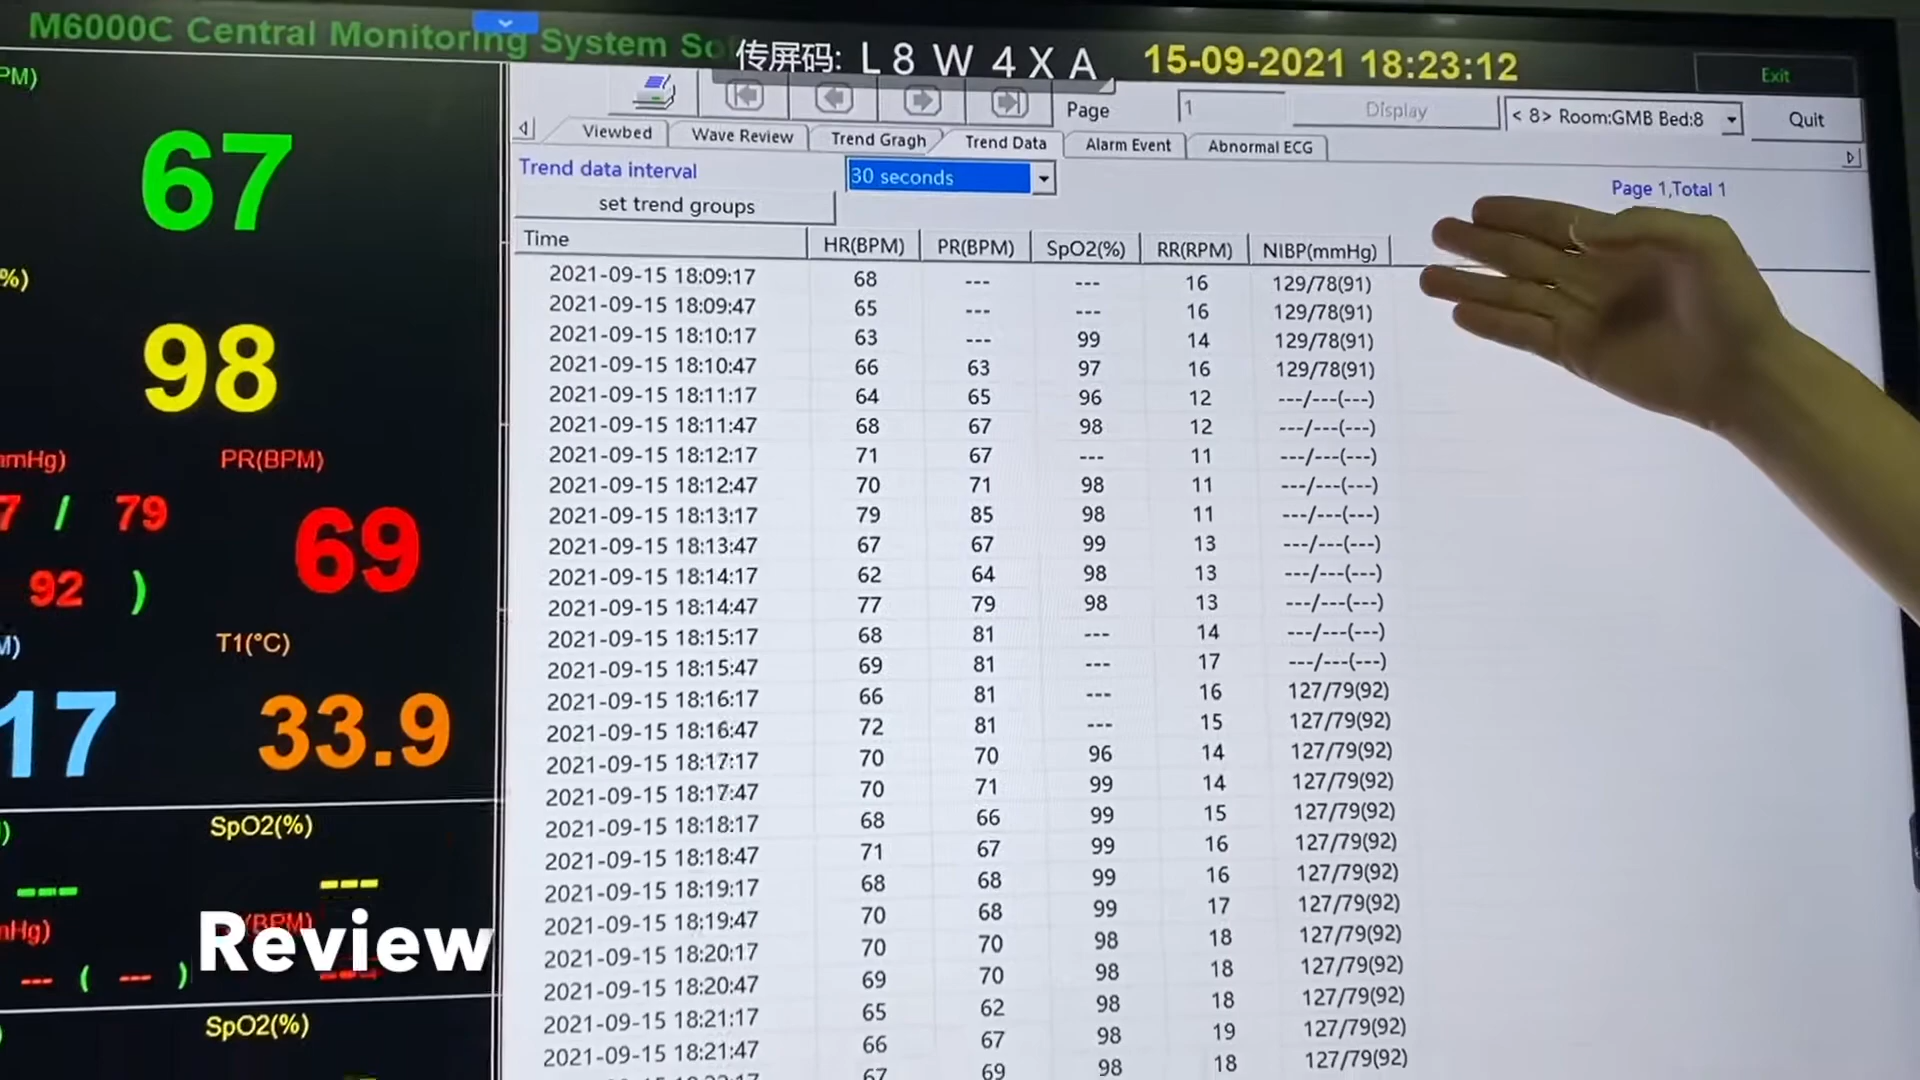 M6000C Central Monitoring System So
传屏码: L8W4XA
15-09-2021 18:23:12
Exit
Page 1
Display
< 8> Room:GMB Bed:8
Quit
Viewbed Wave Review Trend Gragh Trend Data Alarm Event Abnormal ECG
Trend data interval 30 seconds
Page 1,Total 1
set trend groups
Time HR(BPM) PR(BPM) SpO2(%) RR(RPM) NIBP(mmHg)
2021-09-15 18:09:17 68 --- --- 16 129/78(91)
2021-09-15 18:09:47 65 --- --- 16 129/78(91)
2021-09-15 18:10:17 63 --- 99 14 129/78(91)
2021-09-15 18:10:47 66 63 97 16 129/78(91)
2021-09-15 18:11:17 64 65 96 12 ---/---(---)
2021-09-15 18:11:47 68 67 98 12 ---/---(---)
2021-09-15 18:12:17 71 67 --- 11 ---/---(---)
2021-09-15 18:12:47 70 71 98 11 ---/---(---)
2021-09-15 18:13:17 79 85 98 11 ---/---(---)
2021-09-15 18:13:47 67 67 99 13 ---/---(---)
2021-09-15 18:14:17 62 64 98 13 ---/---(---)
2021-09-15 18:14:47 77 79 98 13 ---/---(---)
2021-09-15 18:15:17 68 81 --- 14 ---/---(---)
2021-09-15 18:15:47 69 81 --- 17 ---/---(---)
2021-09-15 18:16:17 66 81 --- 16 127/79(92)
2021-09-15 18:16:47 72 81 --- 15 127/79(92)
2021-09-15 18:17:17 70 70 96 14 127/79(92)
2021-09-15 18:17:47 70 71 99 14 127/79(92)
2021-09-15 18:18:17 68 66 99 15 127/79(92)
2021-09-15 18:18:47 71 67 99 16 127/79(92)
2021-09-15 18:19:17 68 68 99 16 127/79(92)
2021-09-15 18:19:47 70 68 99 17 127/79(92)
2021-09-15 18:20:17 70 70 98 18 127/79(92)
2021-09-15 18:20:47 69 70 98 18 127/79(92)
2021-09-15 18:21:17 65 62 98 18 127/79(92)
2021-09-15 18:21:47 66 67 98 19 127/79(92)
67 69 98 18 127/79(92)
PM)
67
%)
98
mHg) PR(BPM)
7 / 79
69
92 )
M) T1(°C)
17 33.9
) SpO2(%)
--- ---
nHg) (BPM)
Review
--- ( --- ) ---
) SpO2(%)